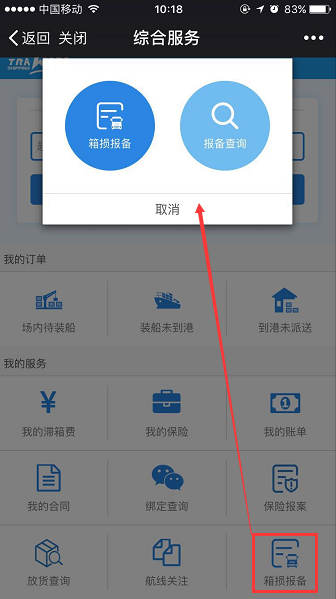 中国移动 10:18 83%
返回 关闭 综合服务
TRA
SHIPPING
箱损报备 报备查询
取消
我的订单
场内待装船 装船未到港 到港未派送
我的服务
我的滞箱费 我的保险 我的账单
我的合同 绑定查询 保险报案
放货查询 航线关注 箱损报备